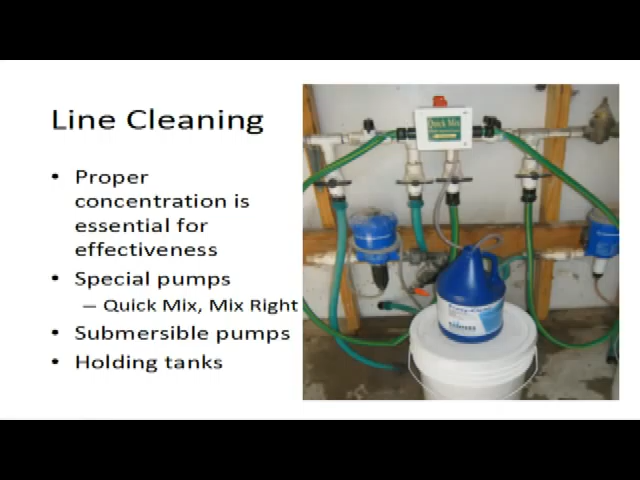 Line Cleaning
• Proper
concentration is
essential for
effectiveness
• Special pumps
– Quick Mix, Mix Right
• Submersible pumps
• Holding tanks
Quick Mix